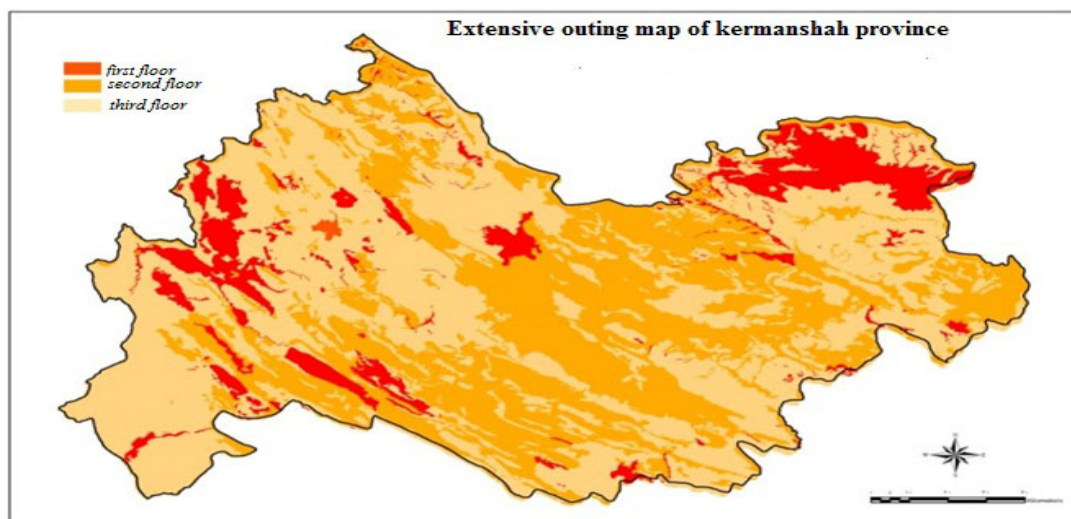 Extensive outing map of kermanshah province
first floor
second floor
third floor